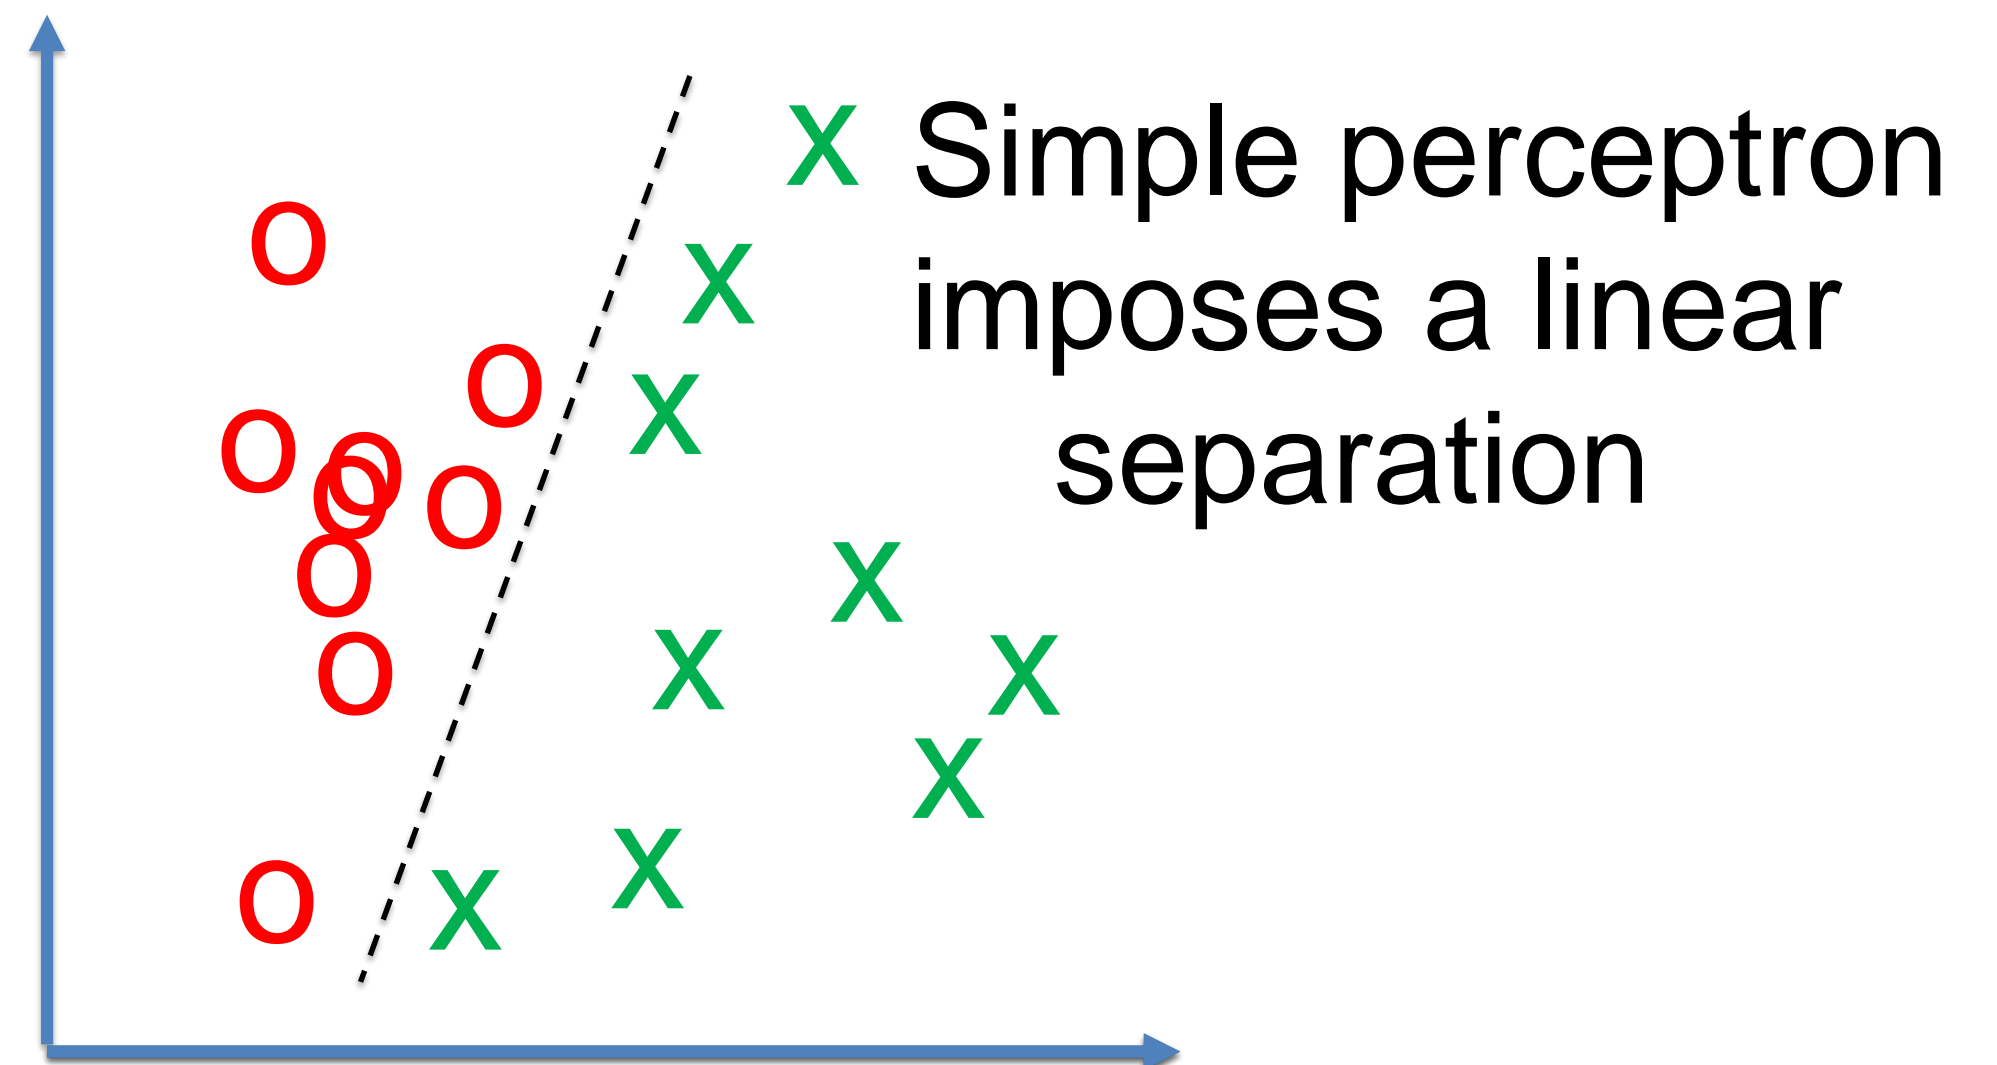 Simple perceptron
imposes a linear
separation
x
o
x
o
x
o
o
o
o
x
o
x
o
x
x
x
o
x